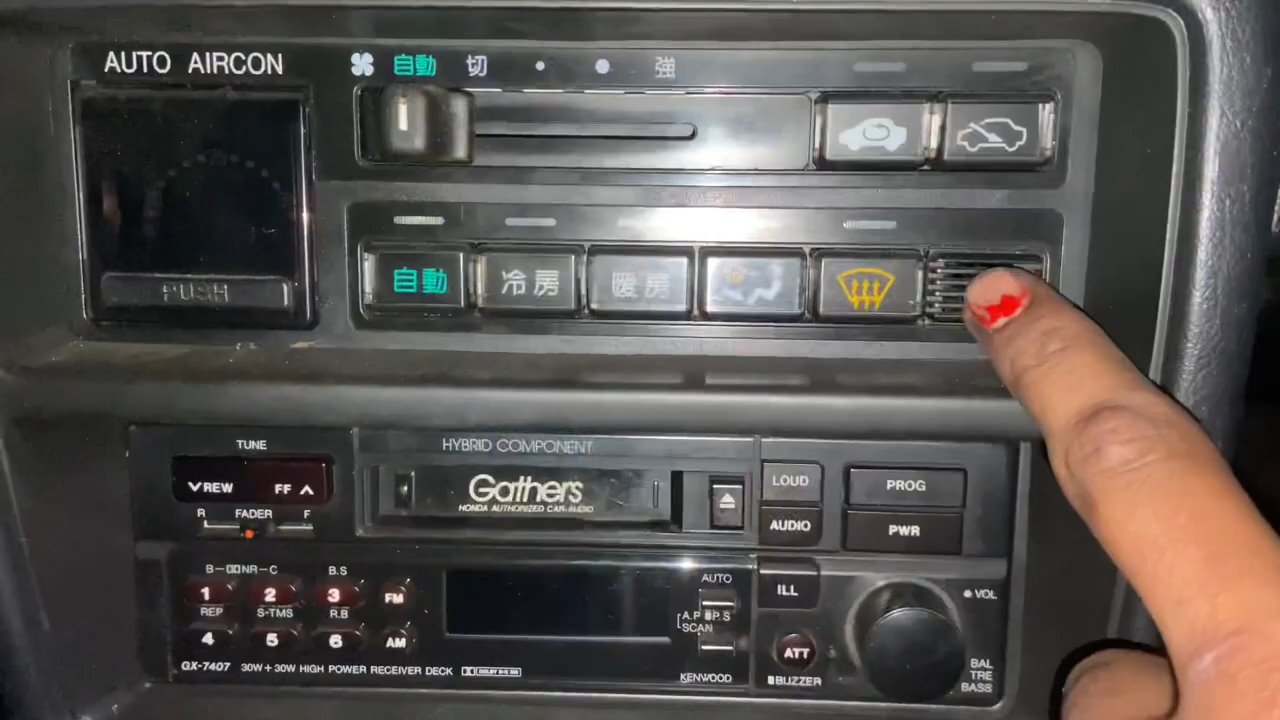 AUTO AIRCON
自動 切 強
PUSH
自動 冷房 暖房
TUNE
REW FF
R FADER F
HYBRID COMPONENT
Gathers
HONDA AUTHORIZED CAR-AUDIO
LOUD
AUDIO
PROG
PWR
B-NR-C B.S
1 2 3 FM
REP S-TMS R.B
4 5 6 AM
GX-7407 30W+30W HIGH POWER RECEIVER DECK DOLBY B-C NR
AUTO
A.P P.S
SCAN
KENWOOD
ILL
ATT
BUZZER
VOL
BAL
TRE
BASS